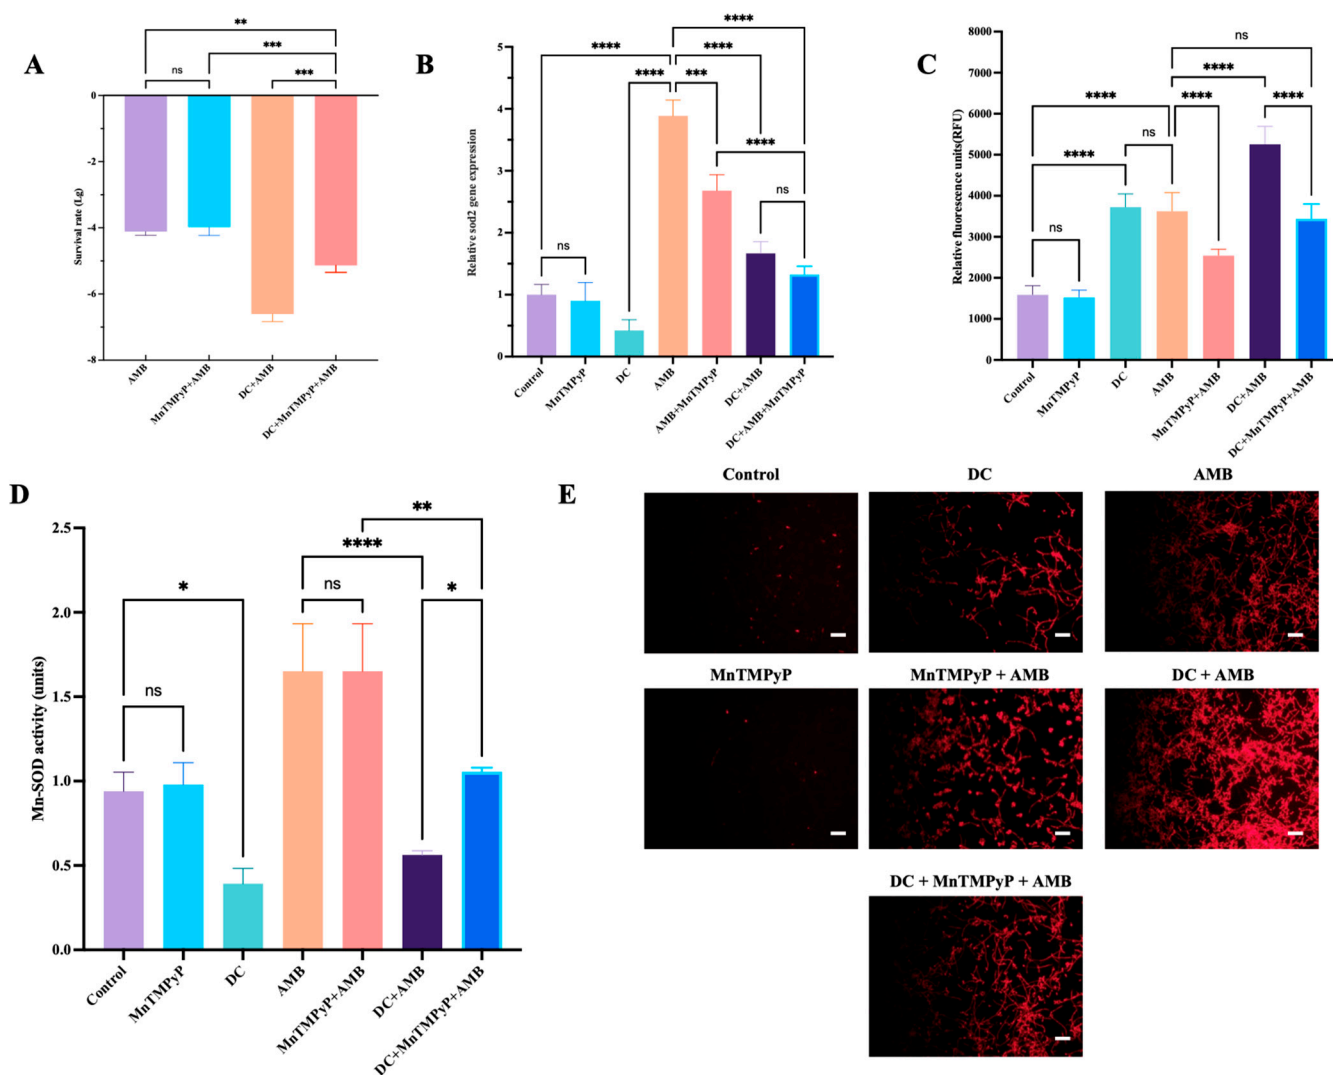 A
**
***
ns
***
0
-2
-4
-6
-8
Survival rate (Lg)
AMB
MnTMPyP+AMB
DC+AMB
DC+MnTMPyP+AMB
B
****
****
****
****
***
****
ns
ns
5
4
3
2
1
0
Relative sod2 gene expression
Control
MnTMPyP
DC
AMB
AMB+MnTMPyP
DC+AMB
DC+AMB+MnTMPyP
C
ns
****
****
****
****
ns
****
ns
8000
7000
6000
5000
4000
3000
2000
1000
0
Relative fluorescence units(RFU)
Control
MnTMPyP
DC
AMB
MnTMPyP+AMB
DC+AMB
DC+MnTMPyP+AMB
D
**
****
*
ns
*
ns
2.5
2.0
1.5
1.0
0.5
0.0
Mn-SOD activity (units)
Control
MnTMPyP
DC
AMB
MnTMPyP+AMB
DC+AMB
DC+MnTMPyP+AMB
E
Control
DC
AMB
MnTMPyP
MnTMPyP + AMB
DC + AMB
DC + MnTMPyP + AMB